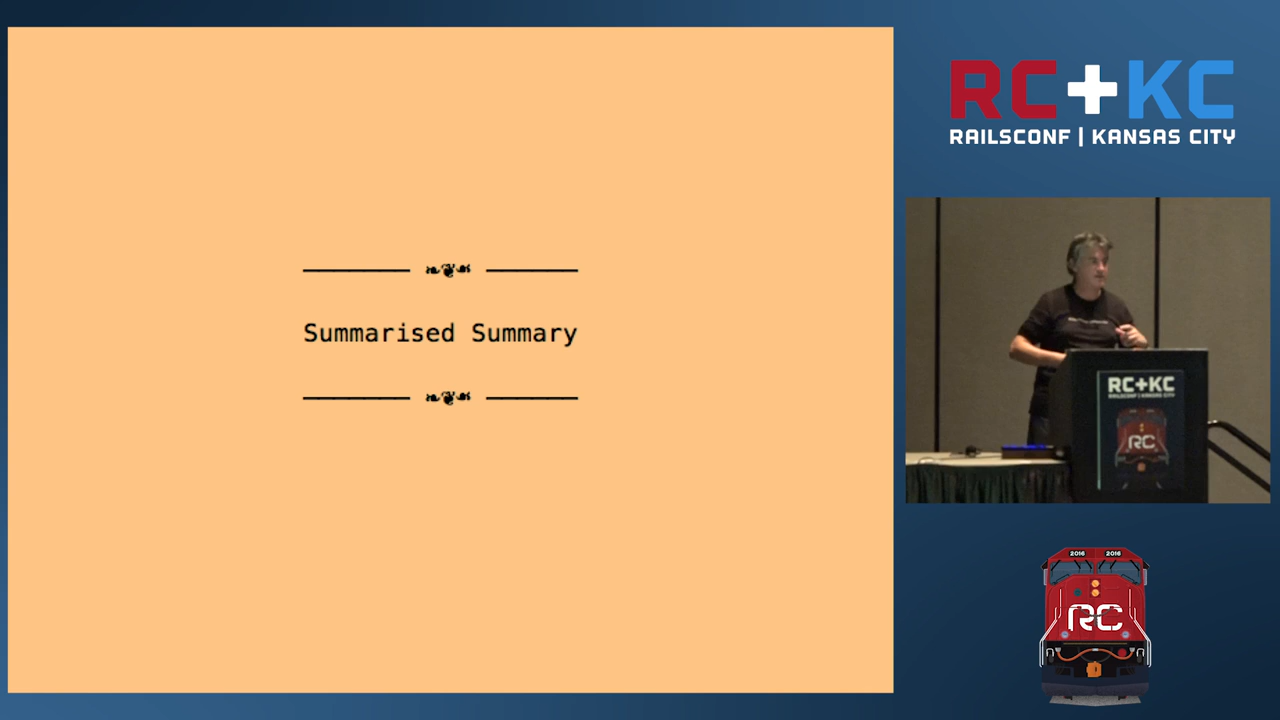 Summarised Summary
RC+KC
RAILSCONF | KANSAS CITY
RC+KC
RAILSCONF | KANSAS CITY
RC
2016 2016
RC